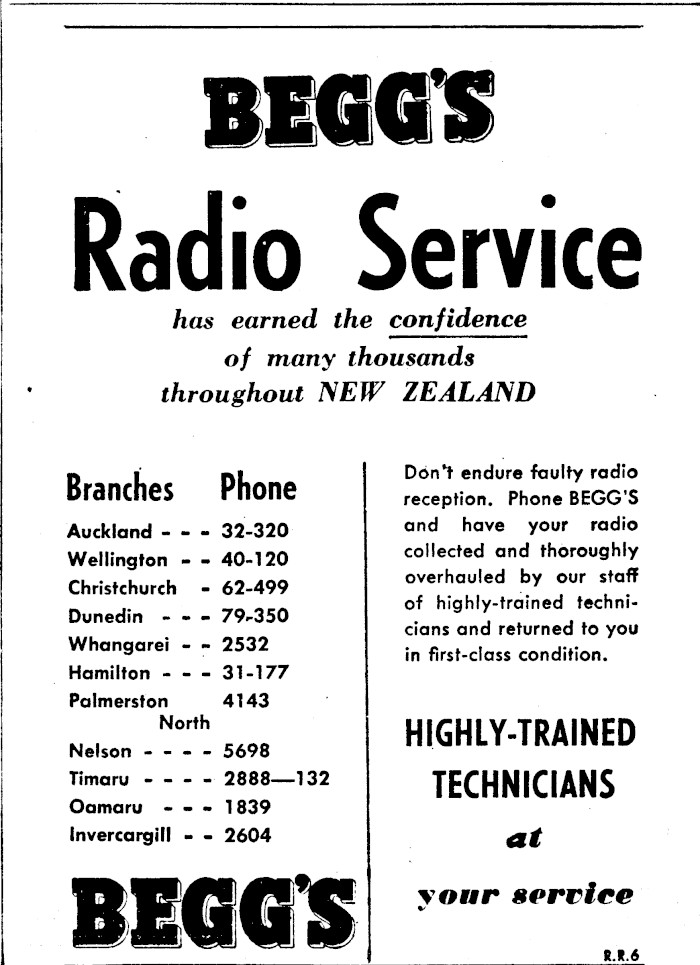 BEGG'S
Radio Service
has earned the confidence
of many thousands
throughout NEW ZEALAND
Branches Phone
Auckland - - - 32-320
Wellington - - 40-120
Christchurch - 62-499
Dunedin - - - 79-350
Whangarei - - 2532
Hamilton - - - 31-177
Palmerston 4143
North
Nelson - - - - 5698
Timaru - - - - 2888—132
Oamaru - - - 1839
Invercargill - - 2604
BEGG'S
Don't endure faulty radio
reception. Phone BEGG'S
and have your radio
collected and thoroughly
overhauled by our staff
of highly-trained techni-
cians and returned to you
in first-class condition.
HIGHLY-TRAINED
TECHNICIANS
at
your service
R.R.6